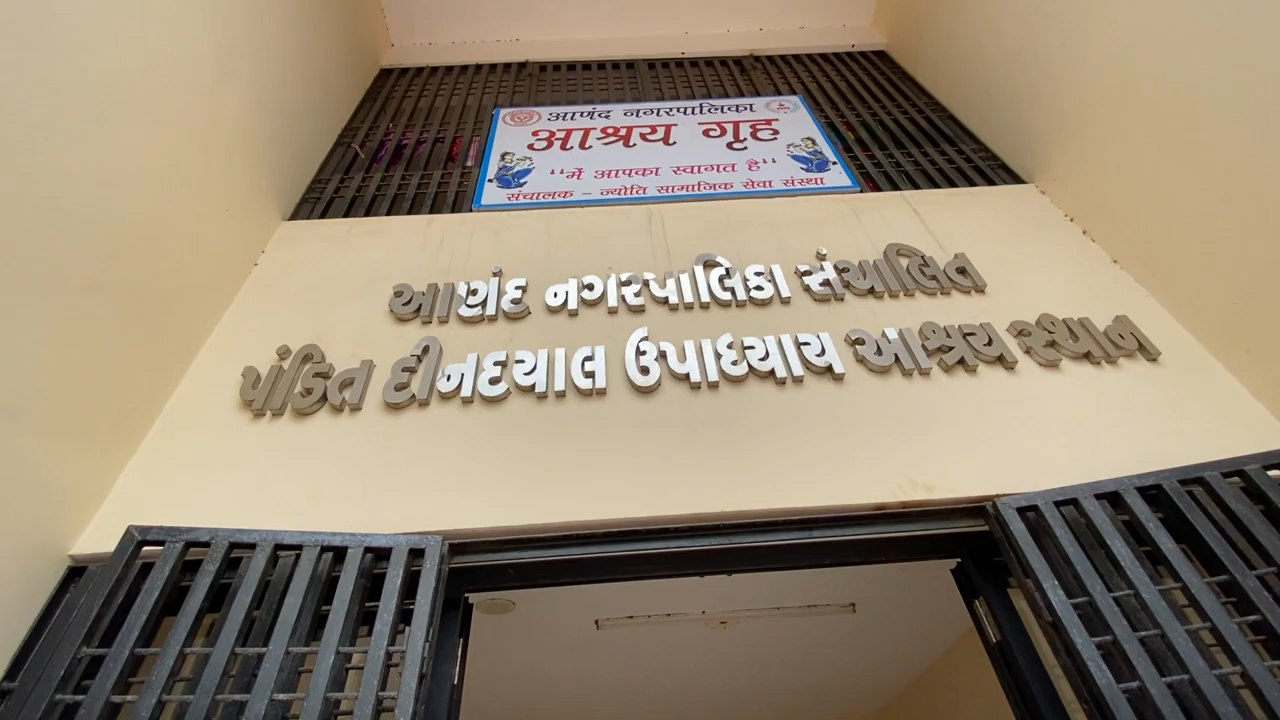 आणंद नगरपालिका
आश्रय गृह
"में आपका स्वागत है"
संचालक - ज्योति सामाजिक सेवा संस्था
આણંદ નગરપાલિકા સંચાલિત
પંડિત દીનદયાલ ઉપાધ્યાય આશ્રય સ્થાન